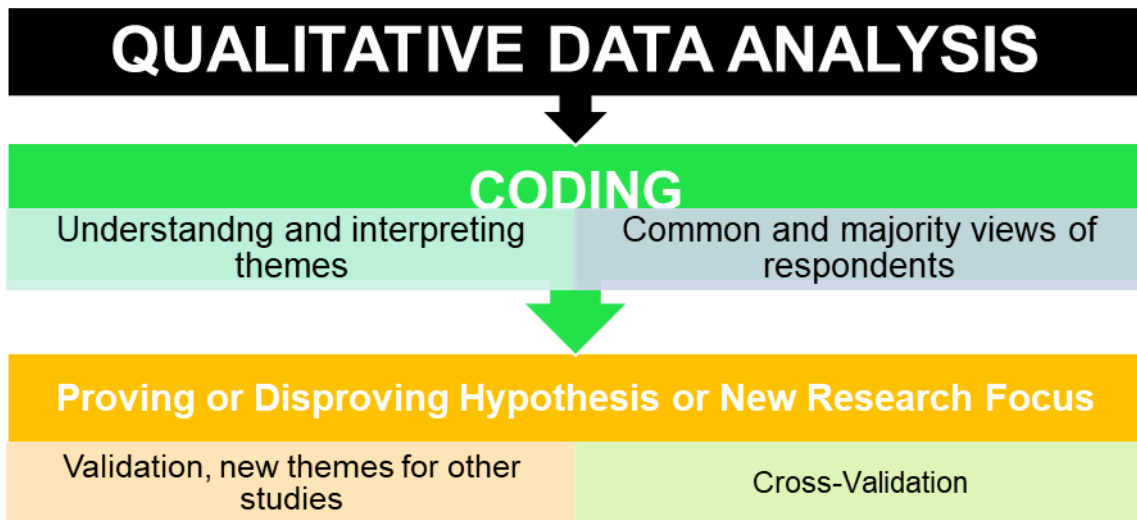 QUALITATIVE DATA ANALYSIS
CODING
Understandng and interpreting
themes
Common and majority views of
respondents
Proving or Disproving Hypothesis or New Research Focus
Validation, new themes for other
studies
Cross-Validation